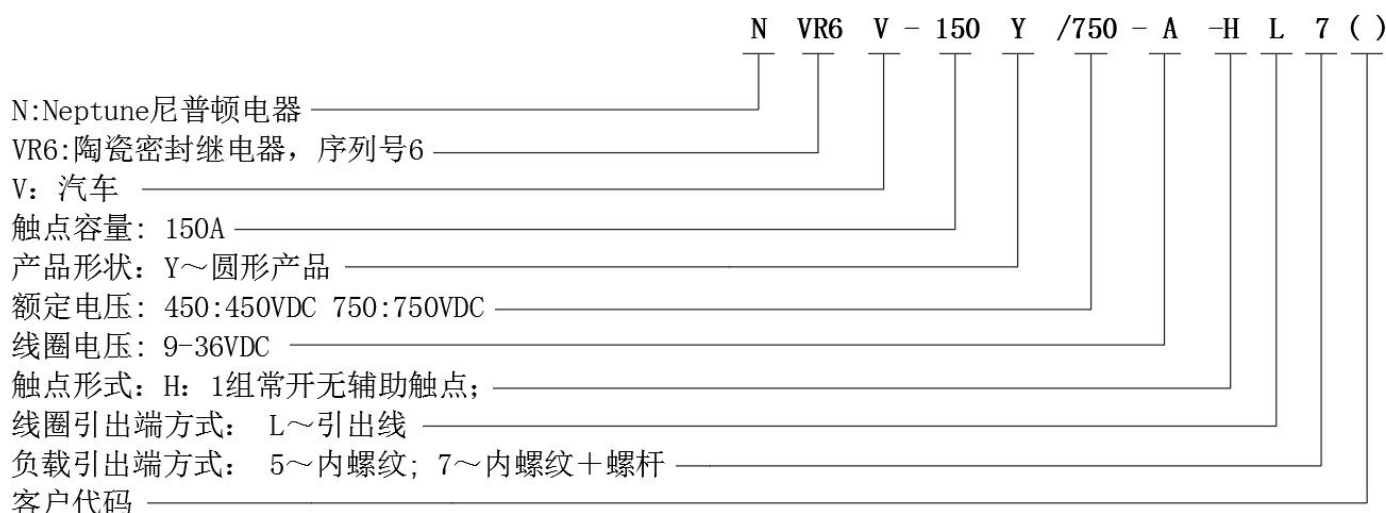 N VR6 V - 150 Y /750 - A -H L 7 ( )
N:Neptune尼普顿电器
VR6:陶瓷密封继电器，序列号6
V：汽车
触点容量: 150A
产品形状：Y～圆形产品
额定电压: 450:450VDC 750:750VDC
线圈电压: 9-36VDC
触点形式：H：1组常开无辅助触点;
线圈引出端方式： L～引出线
负载引出端方式： 5～内螺纹; 7～内螺纹＋螺杆
客户代码